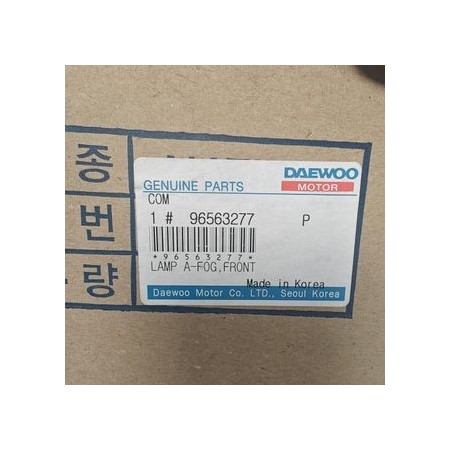 종
번
량
DAEWOO
GENUINE PARTS MOTOR
COM
1 # 96563277 P
*96563277*
LAMP A-FOG,FRONT
Made in Korea
Daewoo Motor Co. LTD., Seoul Korea